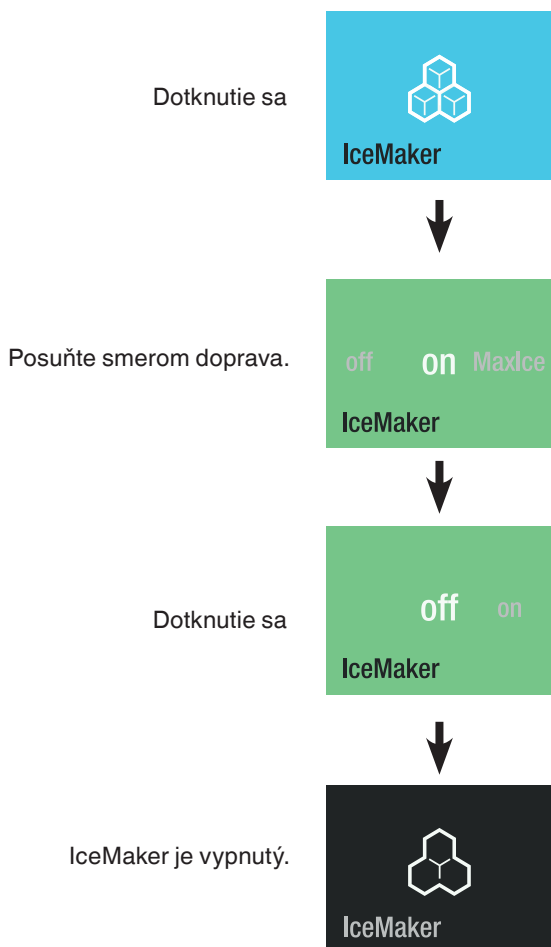 Dotknutie sa
IceMaker
Posuňte smerom doprava.
off on MaxIce
IceMaker
Dotknutie sa
off on
IceMaker
IceMaker je vypnutý.
IceMaker